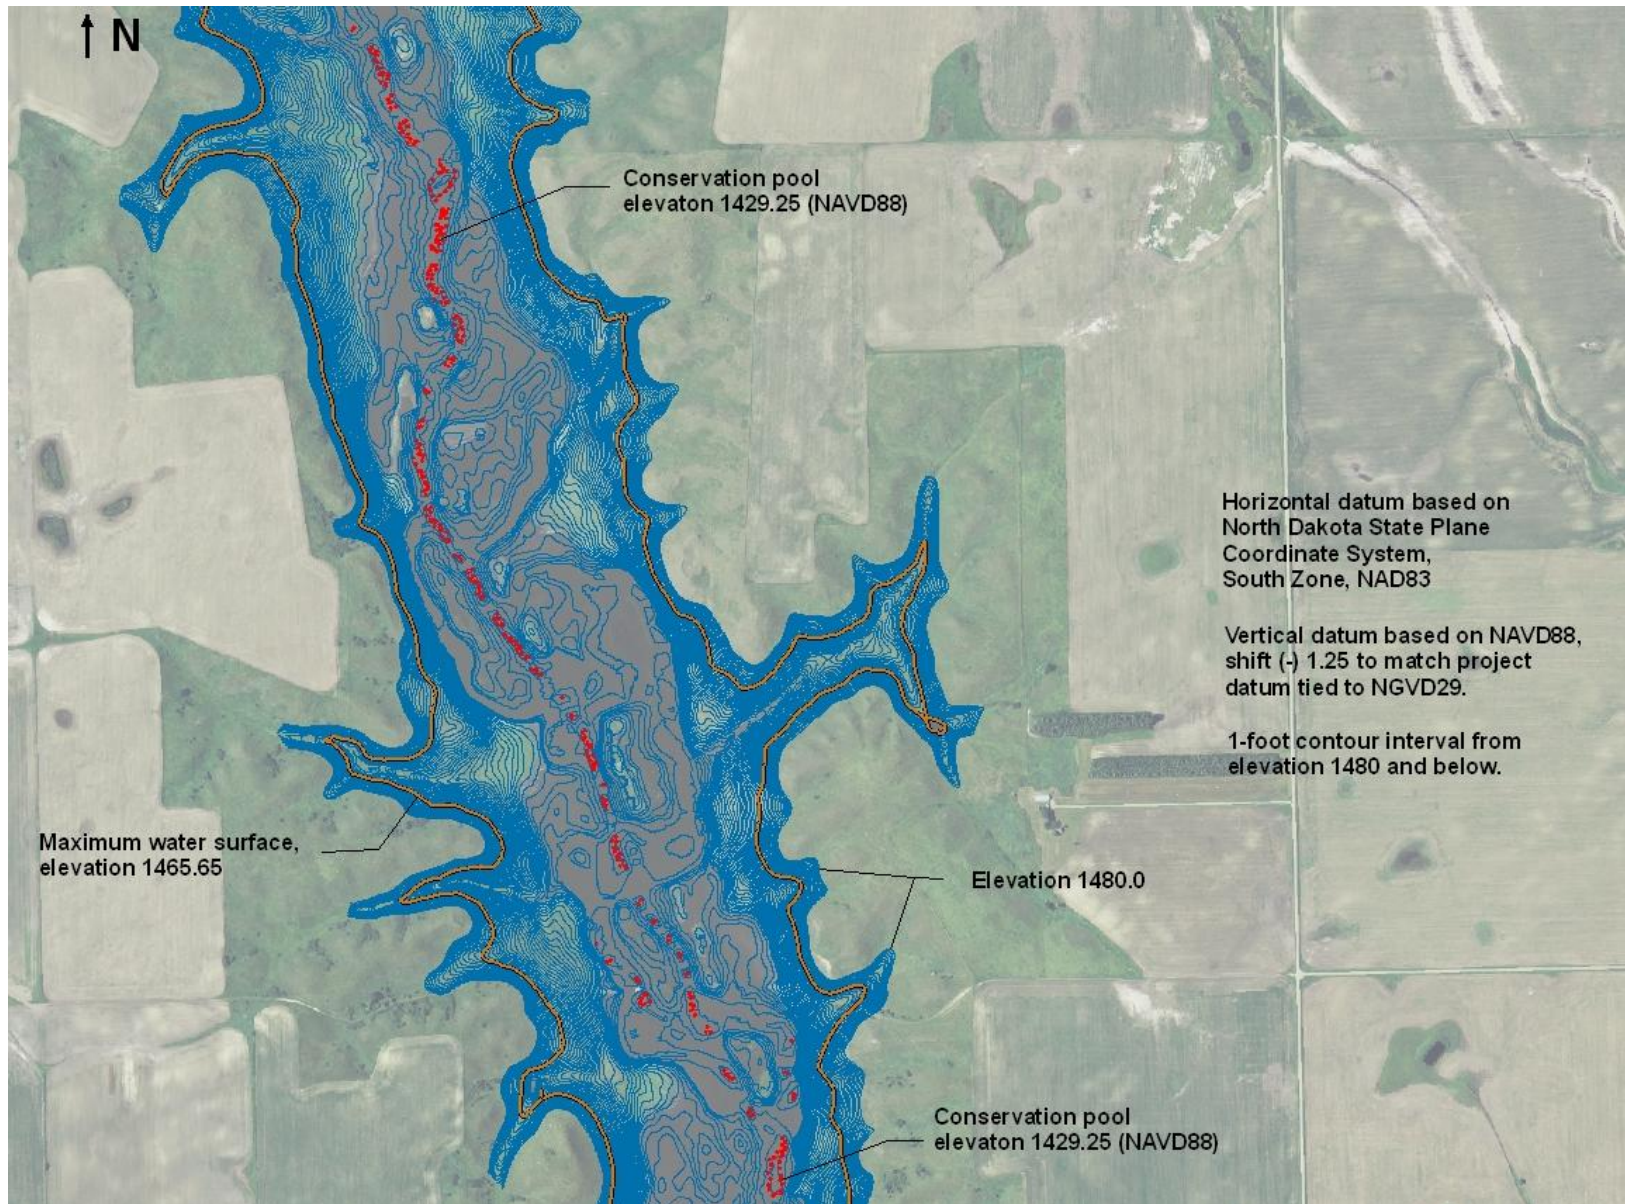 N
Conservation pool
elevaton 1429.25 (NAVD88)
Horizontal datum based on
North Dakota State Plane
Coordinate System,
South Zone, NAD83
Vertical datum based on NAVD88,
shift (-) 1.25 to match project
datum tied to NGVD29.
1-foot contour interval from
elevation 1480 and below.
Maximum water surface,
elevation 1465.65
Elevation 1480.0
Conservation pool
elevaton 1429.25 (NAVD88)